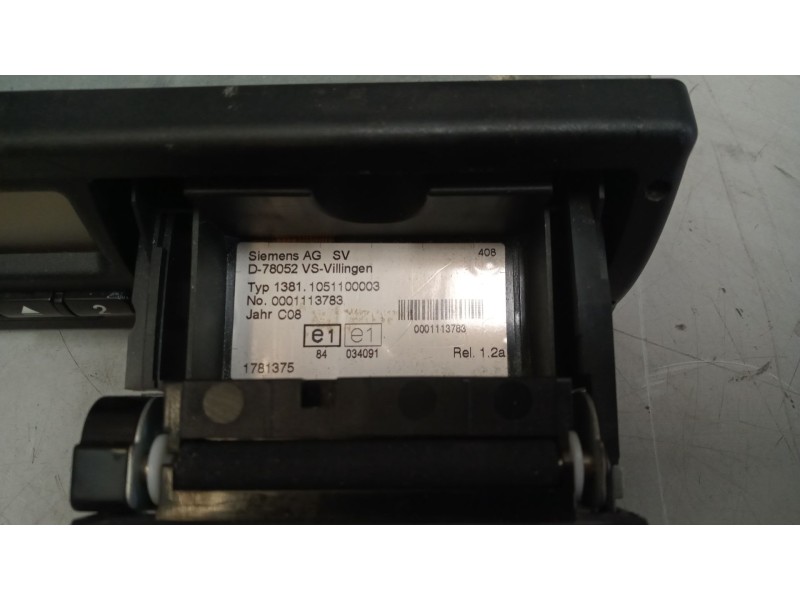 Siemens AG SV
408
D-78052 VS-Villingen
Typ 1381.1051100003
No. 0001113783
Jahr C08
0001113783
e1 e1
84 034091
Rel. 1.2a
1781375
2